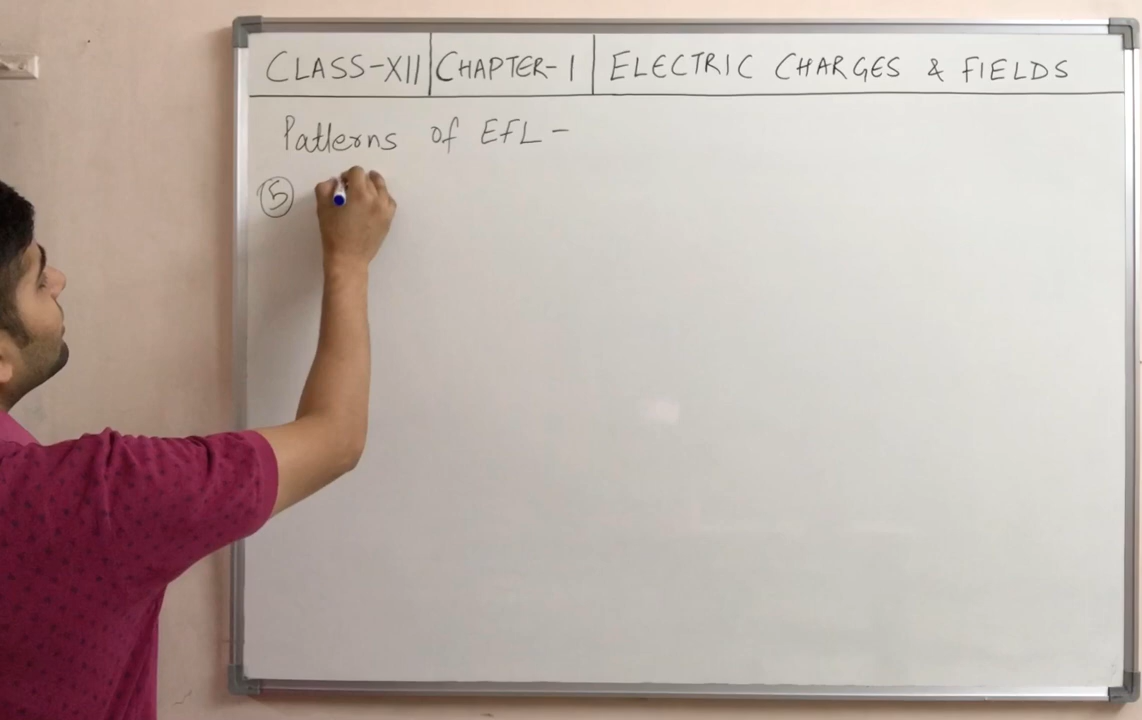 CLASS-XII CHAPTER-1 ELECTRIC CHARGES & FIELDS
Patterns of EFL -
5